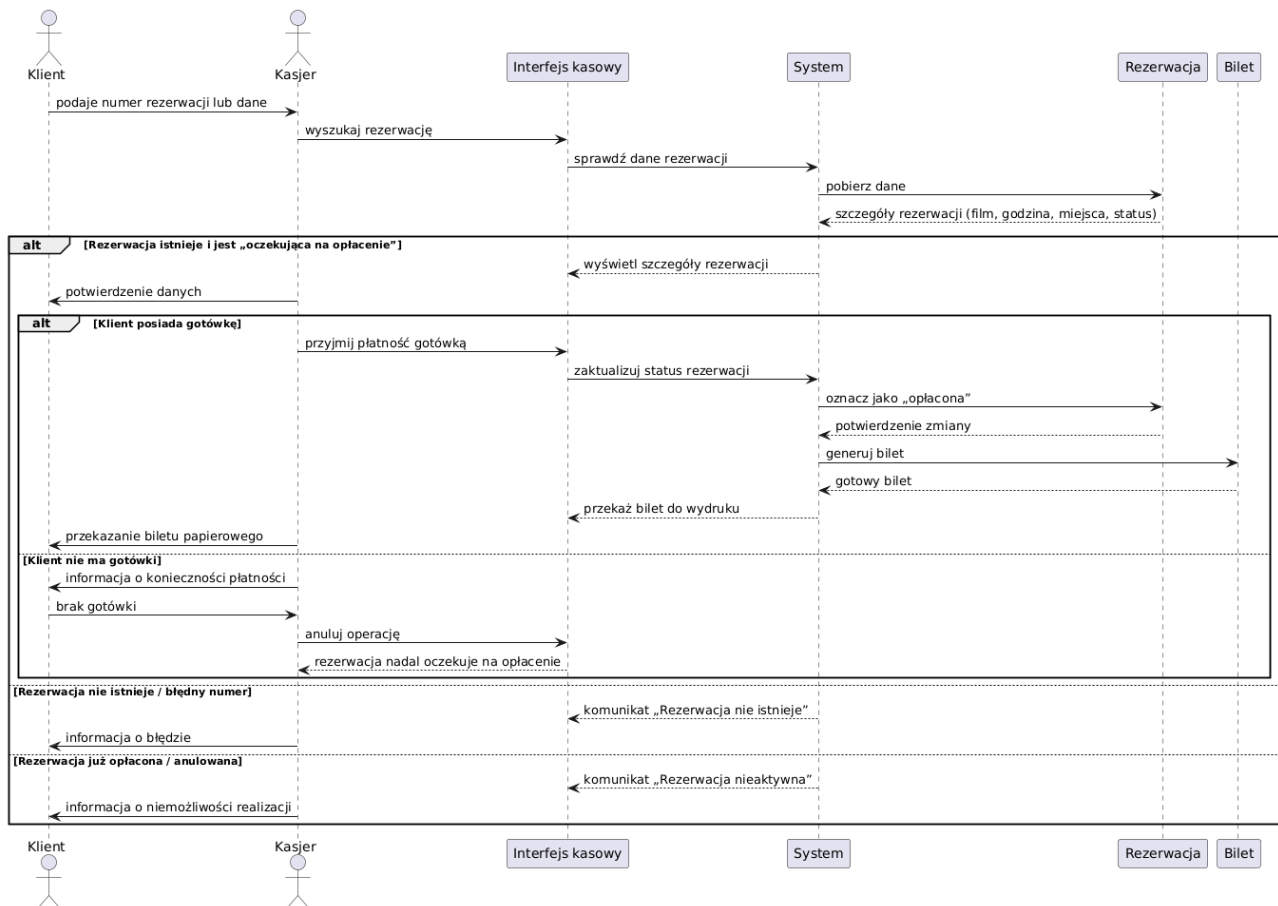 Klient
Kasjer
Interfejs kasowy
System
Rezerwacja
Bilet
podaje numer rezerwacji lub dane
wyszukaj rezerwację
sprawdź dane rezerwacji
pobierz dane
szczegóły rezerwacji (film, godzina, miejsca, status)
alt [Rezerwacja istnieje i jest „oczekująca na opłacenie”]
wyświetl szczegóły rezerwacji
potwierdzenie danych
alt [Klient posiada gotówkę]
przyjmij płatność gotówką
zaktualizuj status rezerwacji
oznacz jako „opłacona”
potwierdzenie zmiany
generuj bilet
gotowy bilet
przekaż bilet do wydruku
przekazanie biletu papierowego
[Klient nie ma gotówki]
informacja o konieczności płatności
brak gotówki
anuluj operację
rezerwacja nadal oczekuje na opłacenie
[Rezerwacja nie istnieje / błędny numer]
komunikat „Rezerwacja nie istnieje”
informacja o błędzie
[Rezerwacja już opłacona / anulowana]
komunikat „Rezerwacja nieaktywna”
informacja o niemożliwości realizacji
Klient
Kasjer
Interfejs kasowy
System
Rezerwacja
Bilet